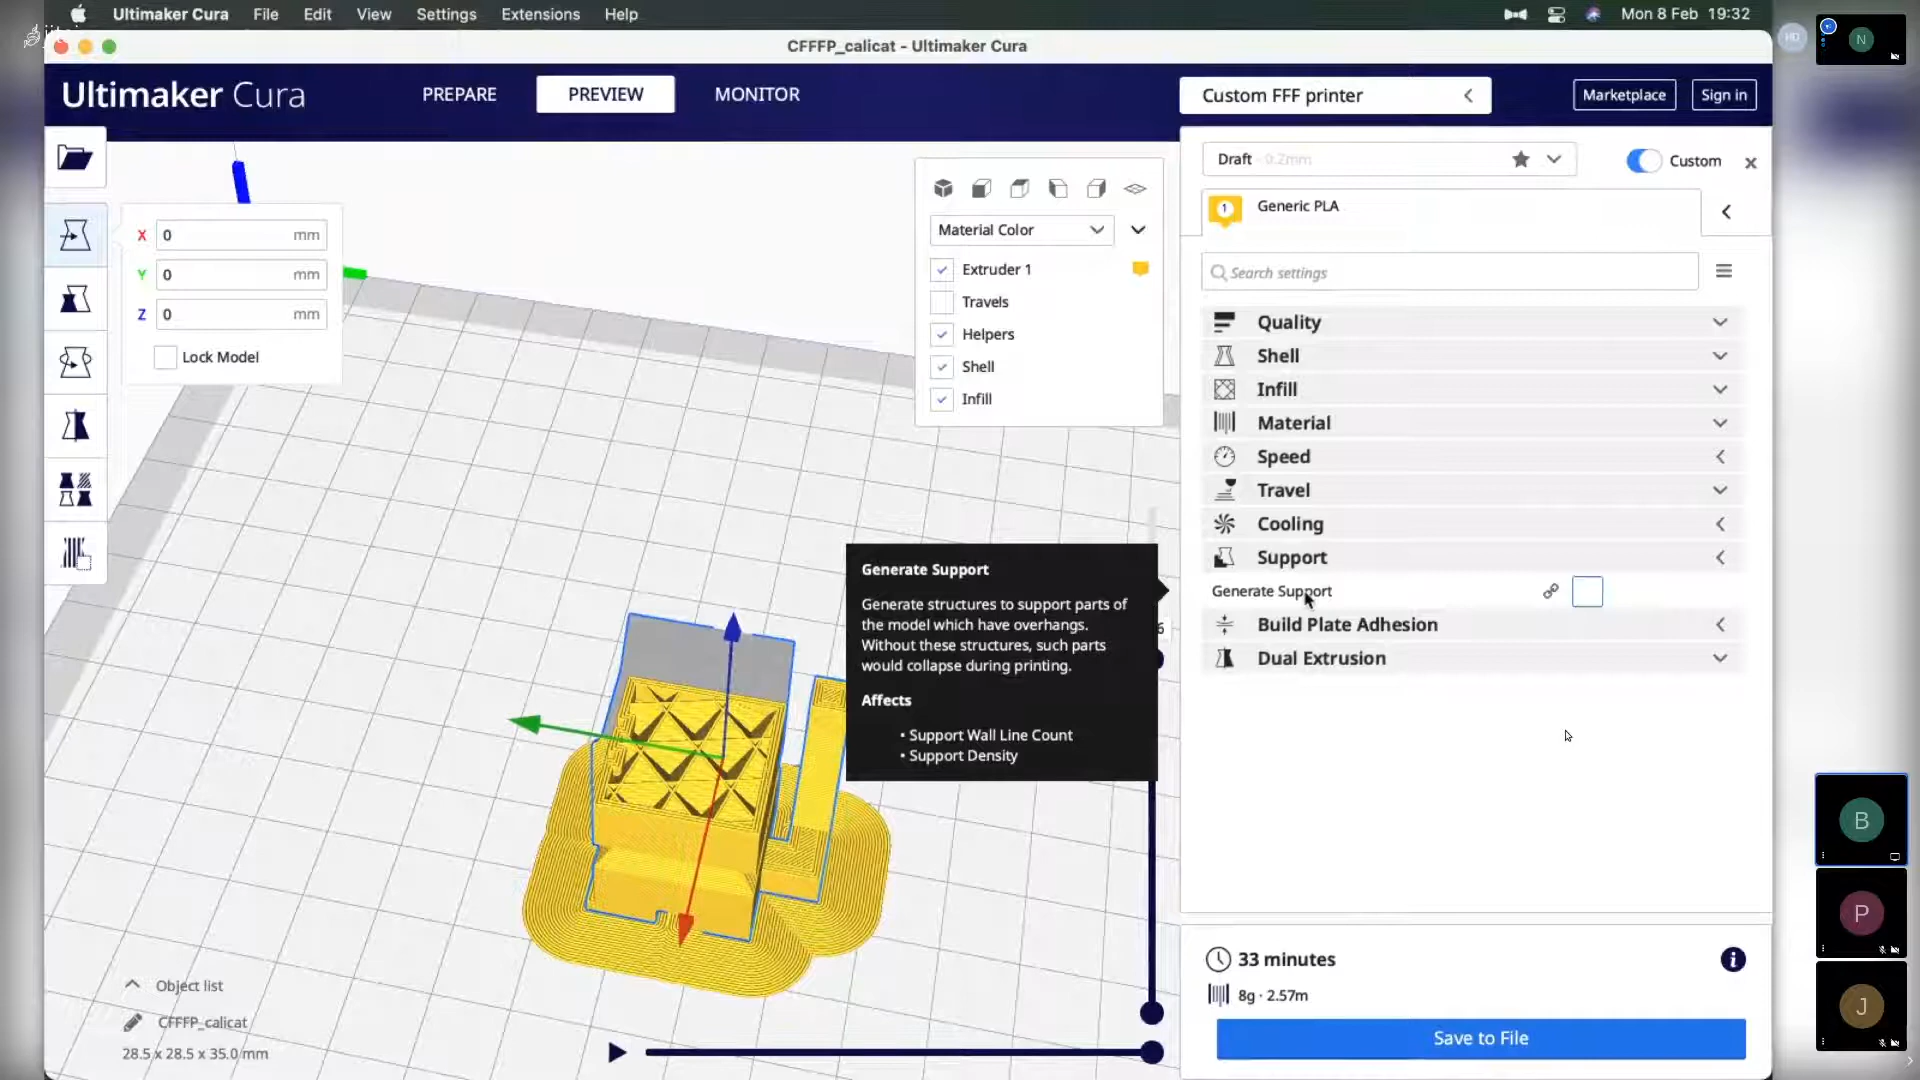 Ultimaker Cura File Edit View Settings Extensions Help
Mon 8 Feb 19:32
CFFFP_calicat - Ultimaker Cura
HD
N
Ultimaker Cura
PREPARE
PREVIEW
MONITOR
Custom FFF printer
Marketplace
Sign in
X 0 mm
Y 0 mm
Z 0 mm
Lock Model
Material Color
Extruder 1
Travels
Helpers
Shell
Infill
Draft - 0.2mm
Custom
1
Generic PLA
Search settings
Quality
Shell
Infill
Material
Speed
Travel
Cooling
Support
Generate Support
Build Plate Adhesion
Dual Extrusion
Generate Support
Generate structures to support parts of
the model which have overhangs.
Without these structures, such parts
would collapse during printing.
Affects
• Support Wall Line Count
• Support Density
6
Object list
CFFFP_calicat
28.5 x 28.5 x 35.0 mm
33 minutes
8g · 2.57m
Save to File
B
P
J